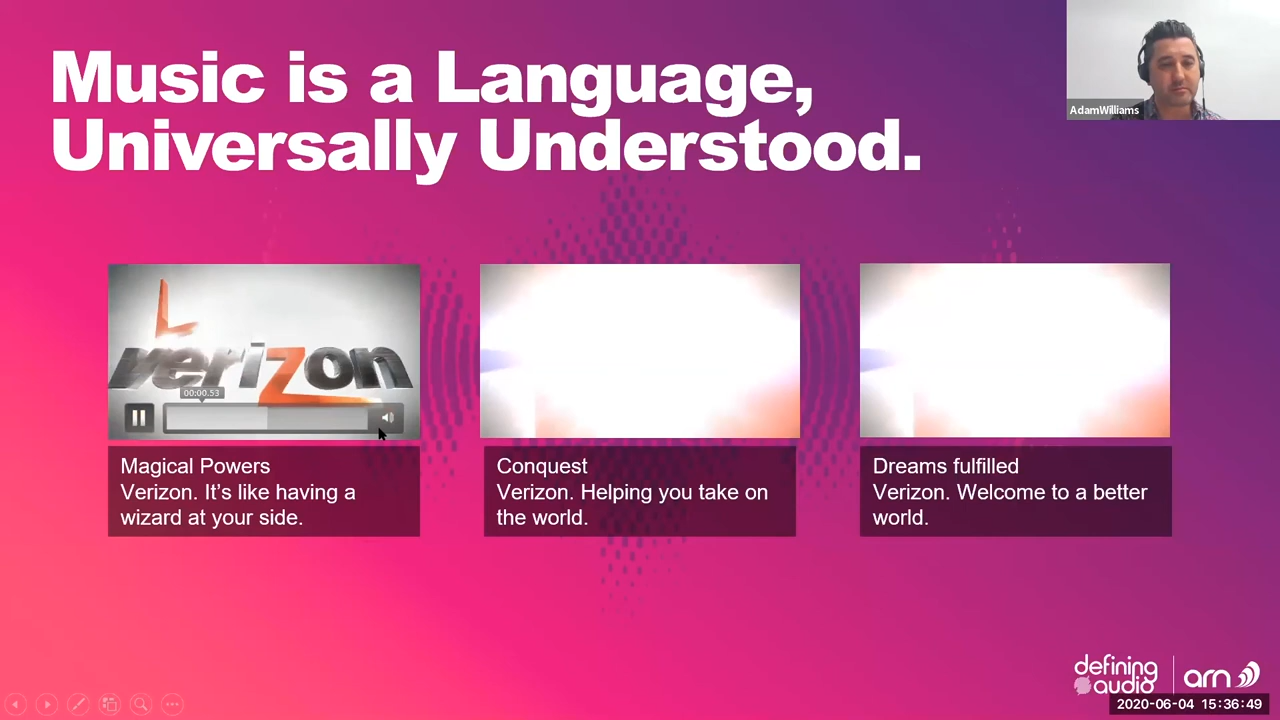 Music is a Language,
Universally Understood.
AdamWilliams
verizon
00:00.53
Magical Powers
Verizon. It's like having a
wizard at your side.
Conquest
Verizon. Helping you take on
the world.
Dreams fulfilled
Verizon. Welcome to a better
world.
defining
audio
arn
2020-06-04 15:36:49